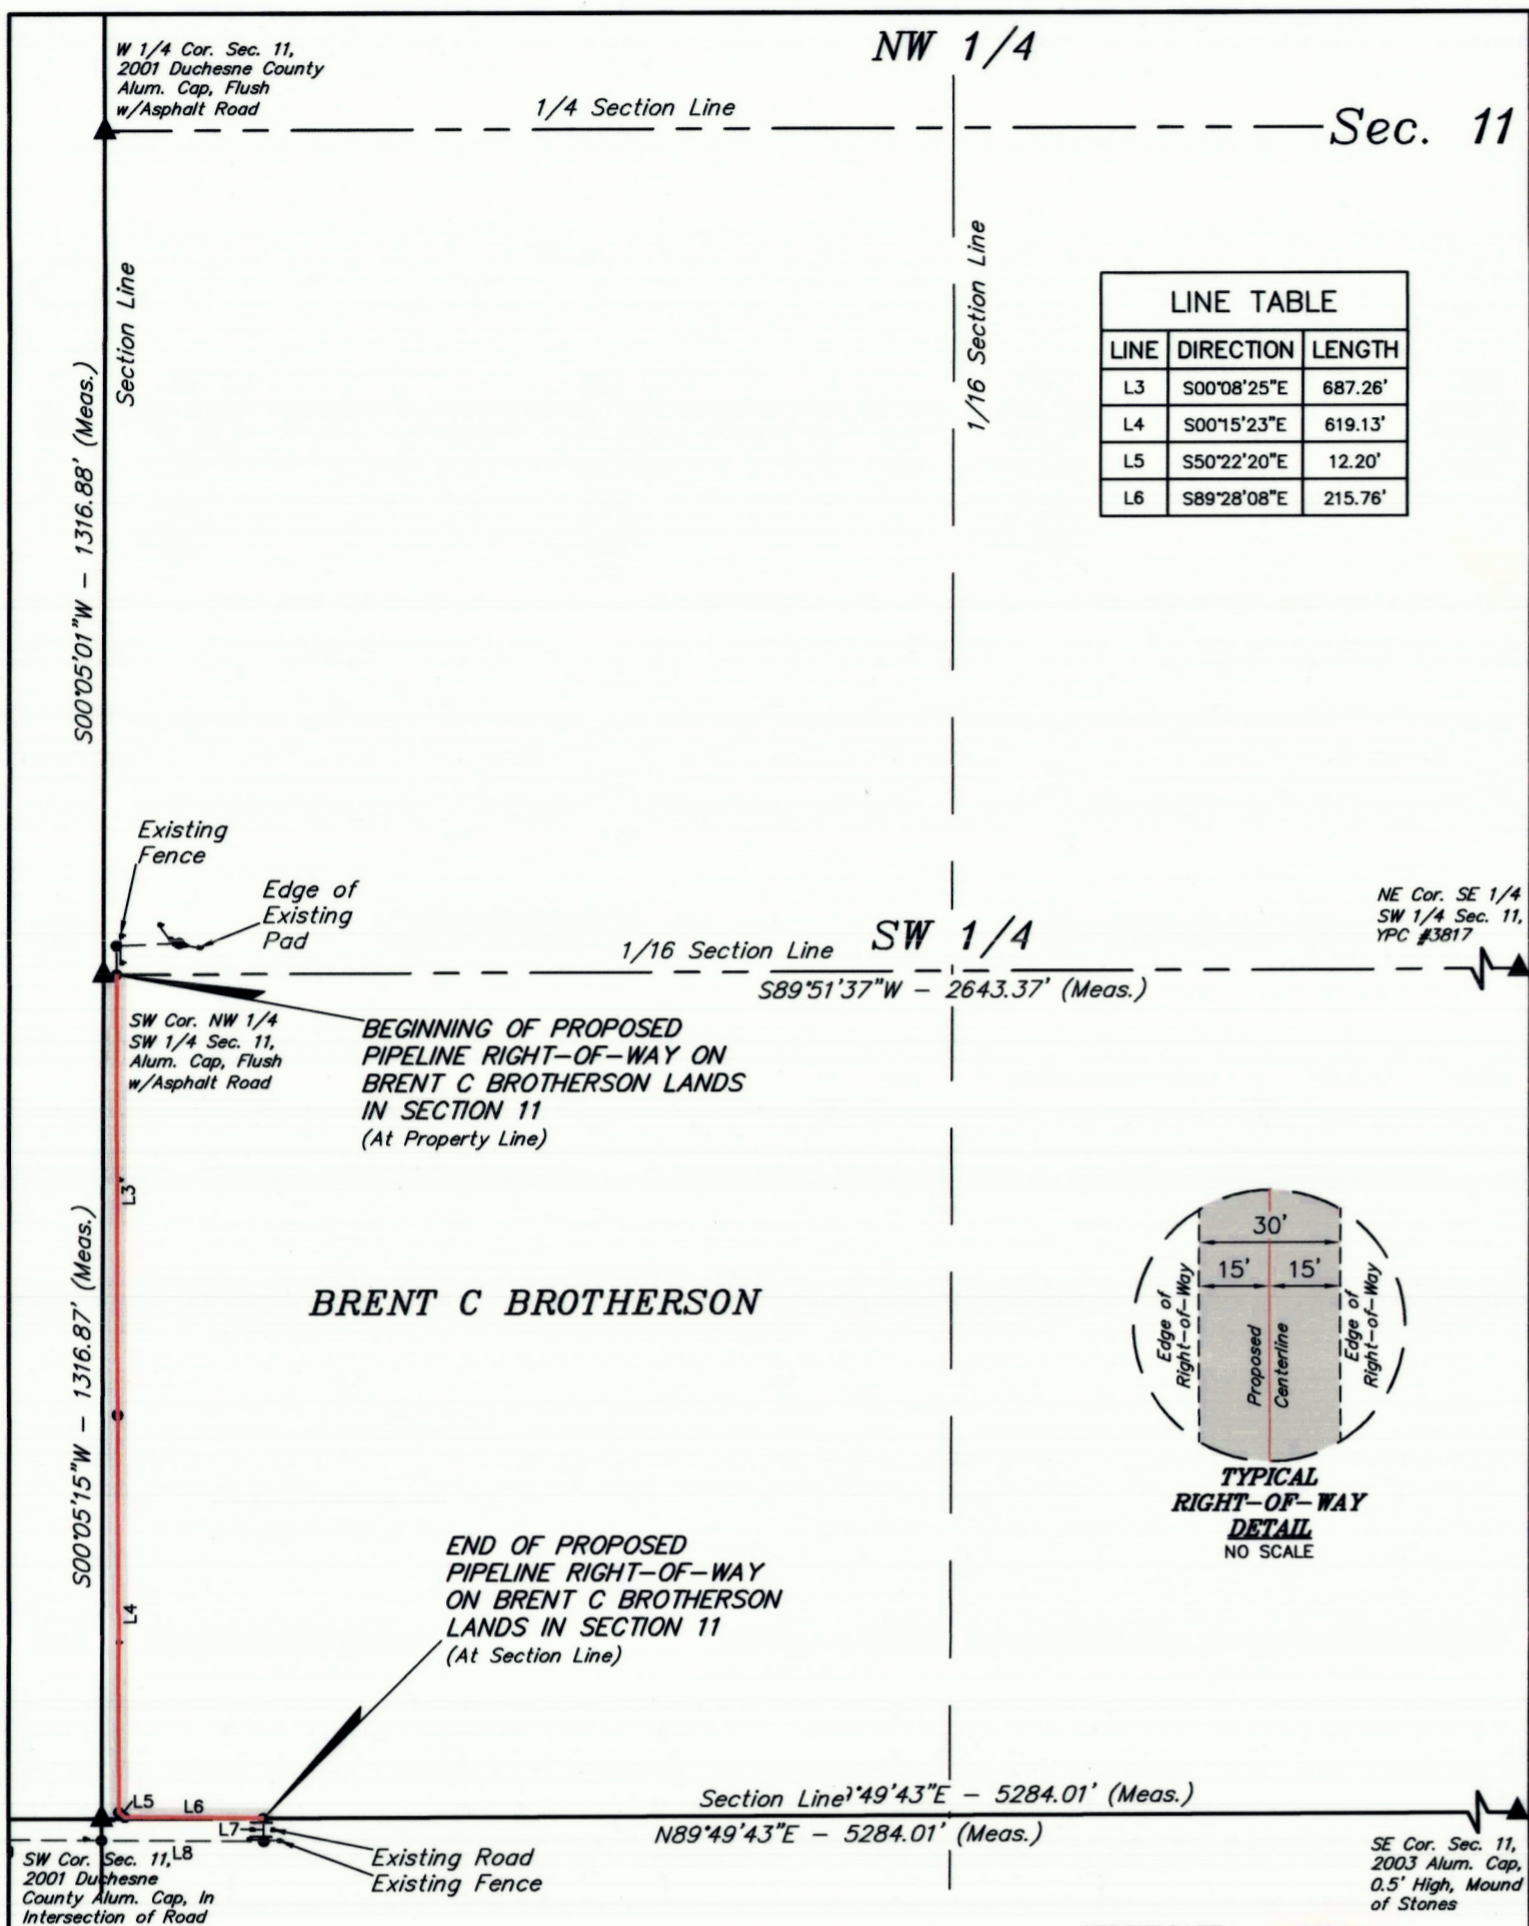 W 1/4 Cor. Sec. 11,
2001 Duchesne County
Alum. Cap, Flush
w/Asphalt Road
NW 1/4
1/4 Section Line
Sec. 11
Section Line
S00°05'01"W - 1316.88' (Meas.)
1/16 Section Line
LINE TABLE
LINE DIRECTION LENGTH
L3 S00°08'25"E 687.26'
L4 S00°15'23"E 619.13'
L5 S50°22'20"E 12.20'
L6 S89°28'08"E 215.76'
Existing
Fence
Edge of
Existing
Pad
1/16 Section Line
SW 1/4
S89°51'37"W - 2643.37' (Meas.)
NE Cor. SE 1/4
SW 1/4 Sec. 11,
YPC #3817
SW Cor. NW 1/4
SW 1/4 Sec. 11,
Alum. Cap, Flush
w/Asphalt Road
BEGINNING OF PROPOSED
PIPELINE RIGHT-OF-WAY ON
BRENT C BROTHERSON LANDS
IN SECTION 11
(At Property Line)
L3
S00°05'15"W - 1316.87' (Meas.)
BRENT C BROTHERSON
30'
15' 15'
Edge of
Right-of-Way
Proposed
Centerline
Edge of
Right-of-Way
TYPICAL
RIGHT-OF-WAY
DETAIL
NO SCALE
END OF PROPOSED
PIPELINE RIGHT-OF-WAY
ON BRENT C BROTHERSON
LANDS IN SECTION 11
(At Section Line)
L4
L5
L6
Section Line °49'43"E - 5284.01' (Meas.)
L7
N89°49'43"E - 5284.01' (Meas.)
L8
Existing Road
Existing Fence
SW Cor. Sec. 11,
2001 Duchesne
County Alum. Cap, In
Intersection of Road
SE Cor. Sec. 11,
2003 Alum. Cap,
0.5' High, Mound
of Stones